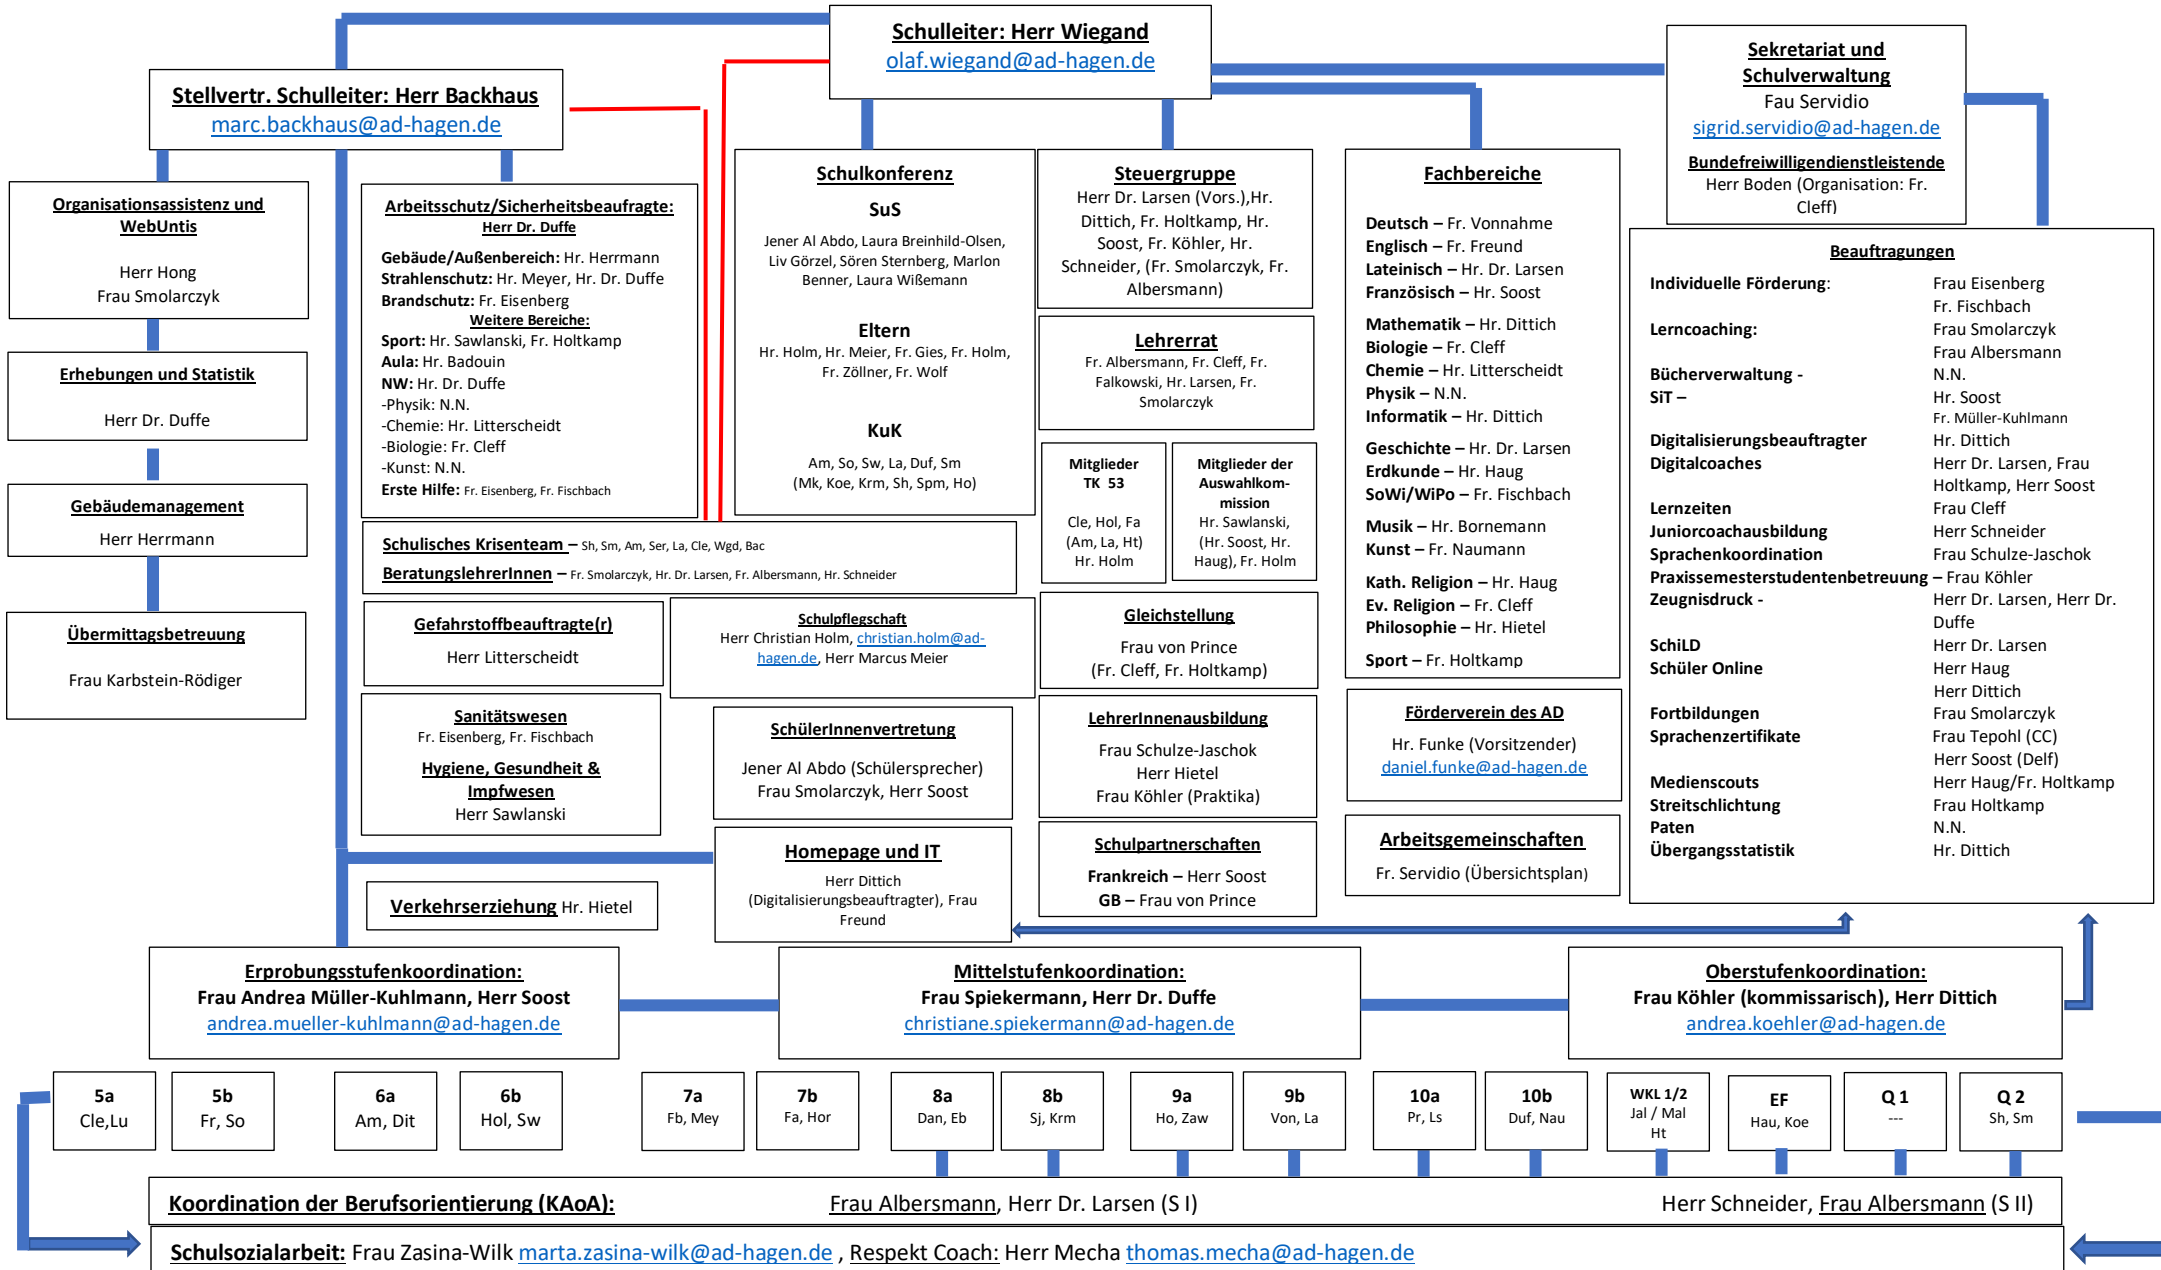 Schulleiter: Herr Wiegand
olaf.wiegand@ad-hagen.de
Stellvertr. Schulleiter: Herr Backhaus
marc.backhaus@ad-hagen.de
Sekretariat und
Schulverwaltung
Fau Servidio
sigrid.servidio@ad-hagen.de
Bundefreiwilligendienstleistende
Herr Boden (Organisation: Fr.
Cleff)
Organisationsassistenz und
WebUntis
Herr Hong
Frau Smolarczyk
Erhebungen und Statistik
Herr Dr. Duffe
Gebäudemanagement
Herr Herrmann
Übermittagsbetreuung
Frau Karbstein-Rödiger
Arbeitsschutz/Sicherheitsbeaufragte:
Herr Dr. Duffe
Gebäude/Außenbereich: Hr. Herrmann
Strahlenschutz: Hr. Meyer, Hr. Dr. Duffe
Brandschutz: Fr. Eisenberg
Weitere Bereiche:
Sport: Hr. Sawlanski, Fr. Holtkamp
Aula: Hr. Badouin
NW: Hr. Dr. Duffe
-Physik: N.N.
-Chemie: Hr. Litterscheidt
-Biologie: Fr. Cleff
-Kunst: N.N.
Erste Hilfe: Fr. Eisenberg, Fr. Fischbach
Schulkonferenz
SuS
Jener Al Abdo, Laura Breinhild-Olsen,
Liv Görzel, Sören Sternberg, Marlon
Benner, Laura Wißemann
Eltern
Hr. Holm, Hr. Meier, Fr. Gies, Fr. Holm,
Fr. Zöllner, Fr. Wolf
KuK
Am, So, Sw, La, Duf, Sm
(Mk, Koe, Krm, Sh, Spm, Ho)
Steuergruppe
Herr Dr. Larsen (Vors.),Hr.
Dittich, Fr. Holtkamp, Hr.
Soost, Fr. Köhler, Hr.
Schneider, (Fr. Smolarczyk, Fr.
Albersmann)
Lehrerrat
Fr. Albersmann, Fr. Cleff, Fr.
Falkowski, Hr. Larsen, Fr.
Smolarczyk
Mitglieder
TK 53
Cle, Hol, Fa
(Am, La, Ht)
Hr. Holm
Mitglieder der
Auswahlkom-
mission
Hr. Sawlanski,
(Hr. Soost, Hr.
Haug), Fr. Holm
Fachbereiche
Deutsch – Fr. Vonnahme
Englisch – Fr. Freund
Lateinisch – Hr. Dr. Larsen
Französisch – Hr. Soost
Mathematik – Hr. Dittich
Biologie – Fr. Cleff
Chemie – Hr. Litterscheidt
Physik – N.N.
Informatik – Hr. Dittich
Geschichte – Hr. Dr. Larsen
Erdkunde – Hr. Haug
SoWi/WiPo – Fr. Fischbach
Musik – Hr. Bornemann
Kunst – Fr. Naumann
Kath. Religion – Hr. Haug
Ev. Religion – Fr. Cleff
Philosophie – Hr. Hietel
Sport – Fr. Holtkamp
Beauftragungen
Individuelle Förderung: Frau Eisenberg
Fr. Fischbach
Lerncoaching: Frau Smolarczyk
Frau Albersmann
Bücherverwaltung - N.N.
SiT – Hr. Soost
Fr. Müller-Kuhlmann
Digitalisierungsbeauftragter Hr. Dittich
Digitalcoaches Herr Dr. Larsen, Frau
Holtkamp, Herr Soost
Lernzeiten Frau Cleff
Juniorcoachausbildung Herr Schneider
Sprachenkoordination Frau Schulze-Jaschok
Praxissemesterstudentenbetreuung – Frau Köhler
Zeugnisdruck - Herr Dr. Larsen, Herr Dr.
Duffe
SchiLD Herr Dr. Larsen
Schüler Online Herr Haug
Herr Dittich
Fortbildungen Frau Smolarczyk
Sprachenzertifikate Frau Tepohl (CC)
Herr Soost (Delf)
Medienscouts Herr Haug/Fr. Holtkamp
Streitschlichtung Frau Holtkamp
Paten N.N.
Übergangsstatistik Hr. Dittich
Schulisches Krisenteam – Sh, Sm, Am, Ser, La, Cle, Wgd, Bac
BeratungslehrerInnen – Fr. Smolarczyk, Hr. Dr. Larsen, Fr. Albersmann, Hr. Schneider
Gefahrstoffbeauftragte(r)
Herr Litterscheidt
Schulpflegschaft
Herr Christian Holm, christian.holm@ad-
hagen.de, Herr Marcus Meier
Gleichstellung
Frau von Prince
(Fr. Cleff, Fr. Holtkamp)
Sanitätswesen
Fr. Eisenberg, Fr. Fischbach
Hygiene, Gesundheit &
Impfwesen
Herr Sawlanski
SchülerInnenvertretung
Jener Al Abdo (Schülersprecher)
Frau Smolarczyk, Herr Soost
LehrerInnenausbildung
Frau Schulze-Jaschok
Herr Hietel
Frau Köhler (Praktika)
Förderverein des AD
Hr. Funke (Vorsitzender)
daniel.funke@ad-hagen.de
Homepage und IT
Herr Dittich
(Digitalisierungsbeauftragter), Frau
Freund
Schulpartnerschaften
Frankreich – Herr Soost
GB – Frau von Prince
Arbeitsgemeinschaften
Fr. Servidio (Übersichtsplan)
Verkehrserziehung Hr. Hietel
Erprobungsstufenkoordination:
Frau Andrea Müller-Kuhlmann, Herr Soost
andrea.mueller-kuhlmann@ad-hagen.de
Mittelstufenkoordination:
Frau Spiekermann, Herr Dr. Duffe
christiane.spiekermann@ad-hagen.de
Oberstufenkoordination:
Frau Köhler (kommissarisch), Herr Dittich
andrea.koehler@ad-hagen.de
5a
Cle,Lu
5b
Fr, So
6a
Am, Dit
6b
Hol, Sw
7a
Fb, Mey
7b
Fa, Hor
8a
Dan, Eb
8b
Sj, Krm
9a
Ho, Zaw
9b
Von, La
10a
Pr, Ls
10b
Duf, Nau
WKL 1/2
Jal / Mal
Ht
EF
Hau, Koe
Q 1
---
Q 2
Sh, Sm
Koordination der Berufsorientierung (KAoA): Frau Albersmann, Herr Dr. Larsen (S I) Herr Schneider, Frau Albersmann (S II)
Schulsozialarbeit: Frau Zasina-Wilk marta.zasina-wilk@ad-hagen.de , Respekt Coach: Herr Mecha thomas.mecha@ad-hagen.de